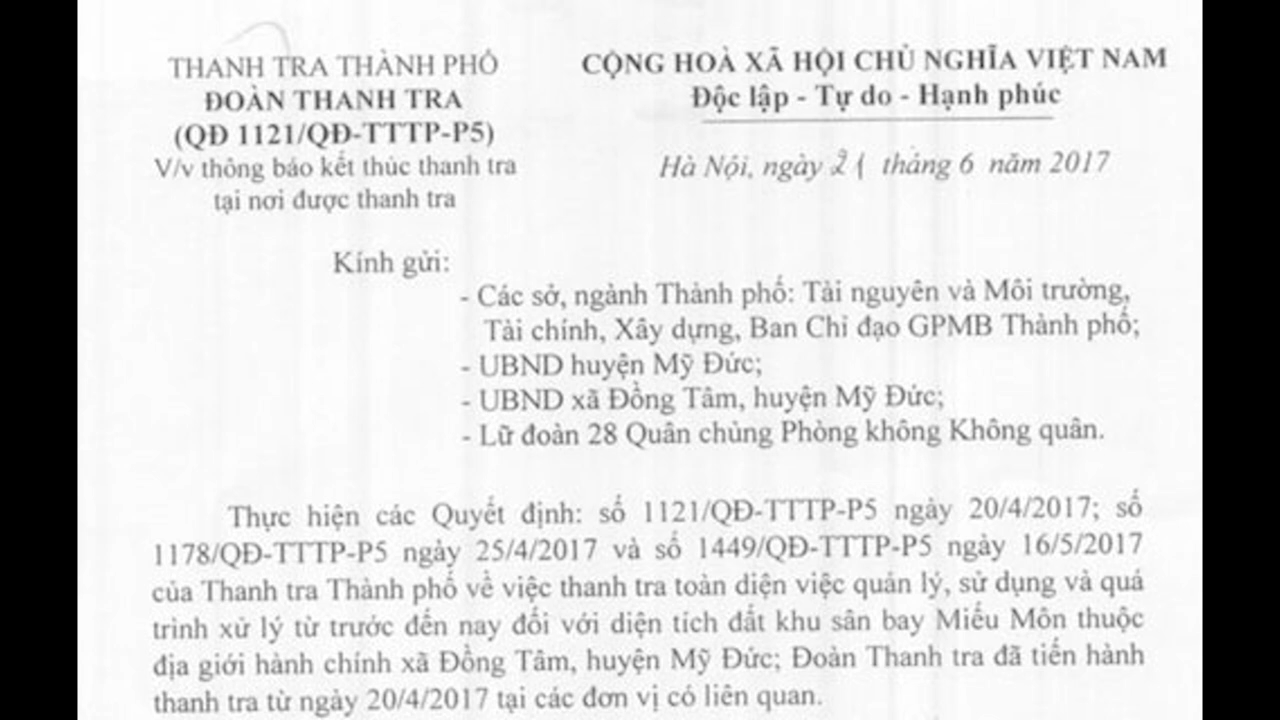 THANH TRA THÀNH PHỐ
ĐOÀN THANH TRA
(QĐ 1121/QĐ-TTTP-P5)
V/v thông báo kết thúc thanh tra
tại nơi được thanh tra
CỘNG HOÀ XÃ HỘI CHỦ NGHĨA VIỆT NAM
Độc lập - Tự do - Hạnh phúc
Hà Nội, ngày 21 tháng 6 năm 2017
Kính gửi:
- Các sở, ngành Thành phố: Tài nguyên và Môi trường,
Tài chính, Xây dựng, Ban Chỉ đạo GPMB Thành phố;
- UBND huyện Mỹ Đức;
- UBND xã Đồng Tâm, huyện Mỹ Đức;
- Lữ đoàn 28 Quân chủng Phòng không Không quân.
Thực hiện các Quyết định: số 1121/QĐ-TTTP-P5 ngày 20/4/2017; số
1178/QĐ-TTTP-P5 ngày 25/4/2017 và số 1449/QĐ-TTTP-P5 ngày 16/5/2017
của Thanh tra Thành phố về việc thanh tra toàn diện việc quản lý, sử dụng và quá
trình xử lý từ trước đến nay đối với diện tích đất khu sân bay Miếu Môn thuộc
địa giới hành chính xã Đồng Tâm, huyện Mỹ Đức; Đoàn Thanh tra đã tiến hành
thanh tra từ ngày 20/4/2017 tại các đơn vị có liên quan.